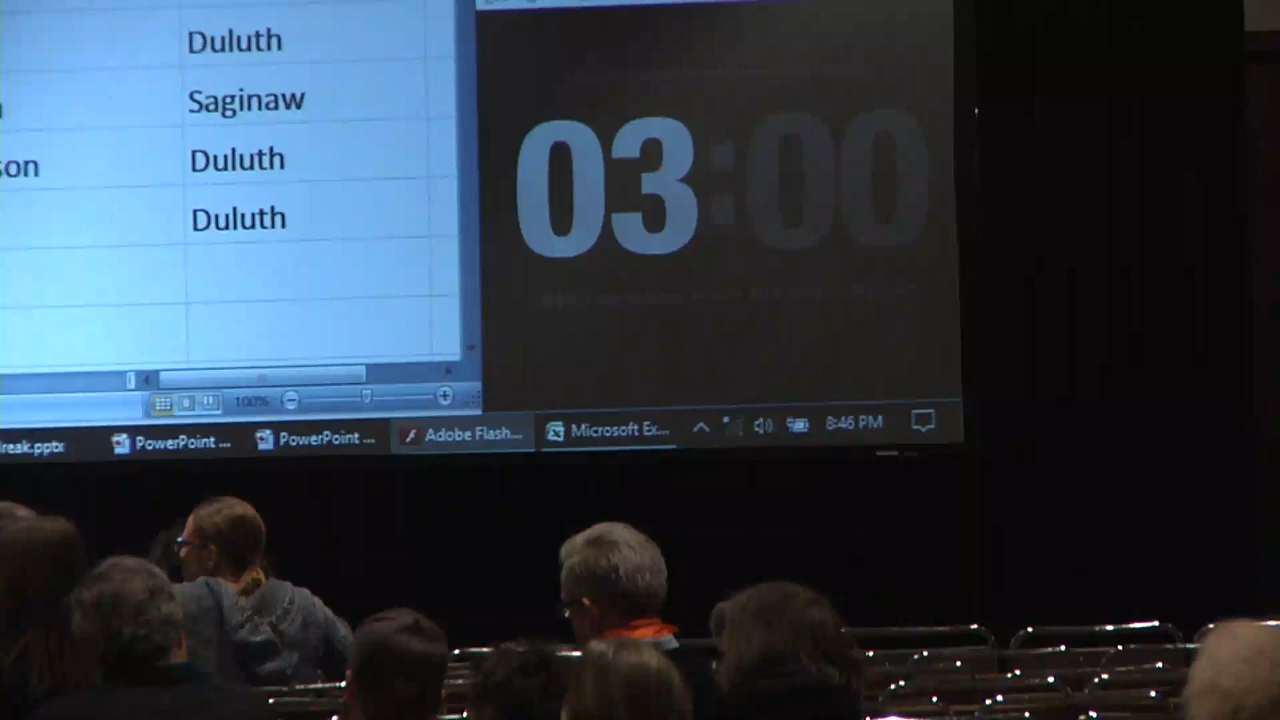 Duluth
Saginaw
son Duluth
Duluth
03:00
100%
reak.pptx PowerPoint ... PowerPoint ... Adobe Flash... Microsoft Ex... 8:46 PM